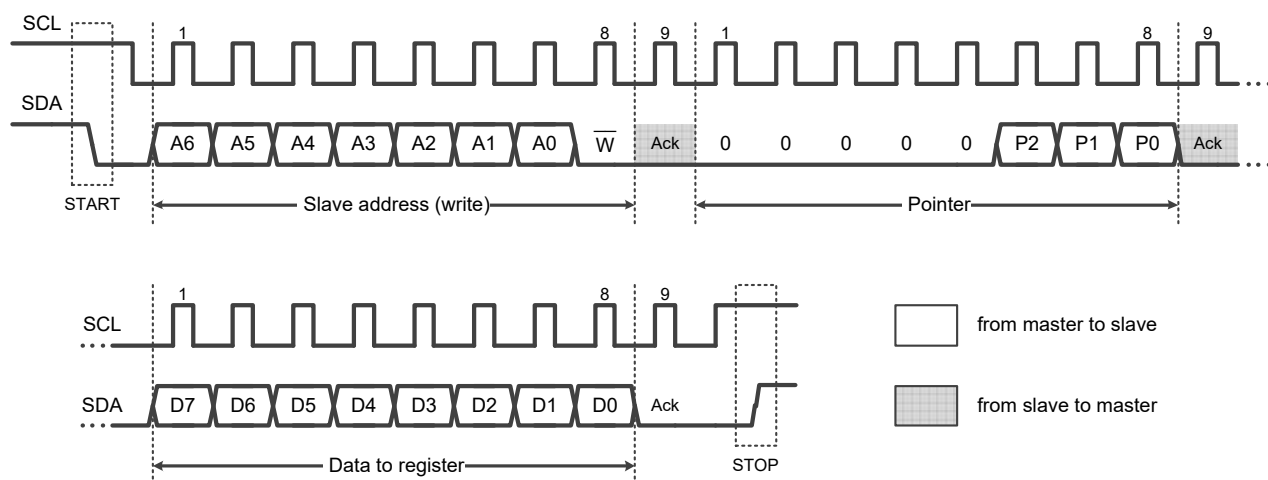 SCL
1 8 9 1 8 9
SDA
A6 A5 A4 A3 A2 A1 A0 W Ack 0 0 0 0 0 P2 P1 P0 Ack
START Slave address (write) Pointer
1 8 9
SCL
from master to slave
SDA D7 D6 D5 D4 D3 D2 D1 D0 Ack
from slave to master
Data to register STOP